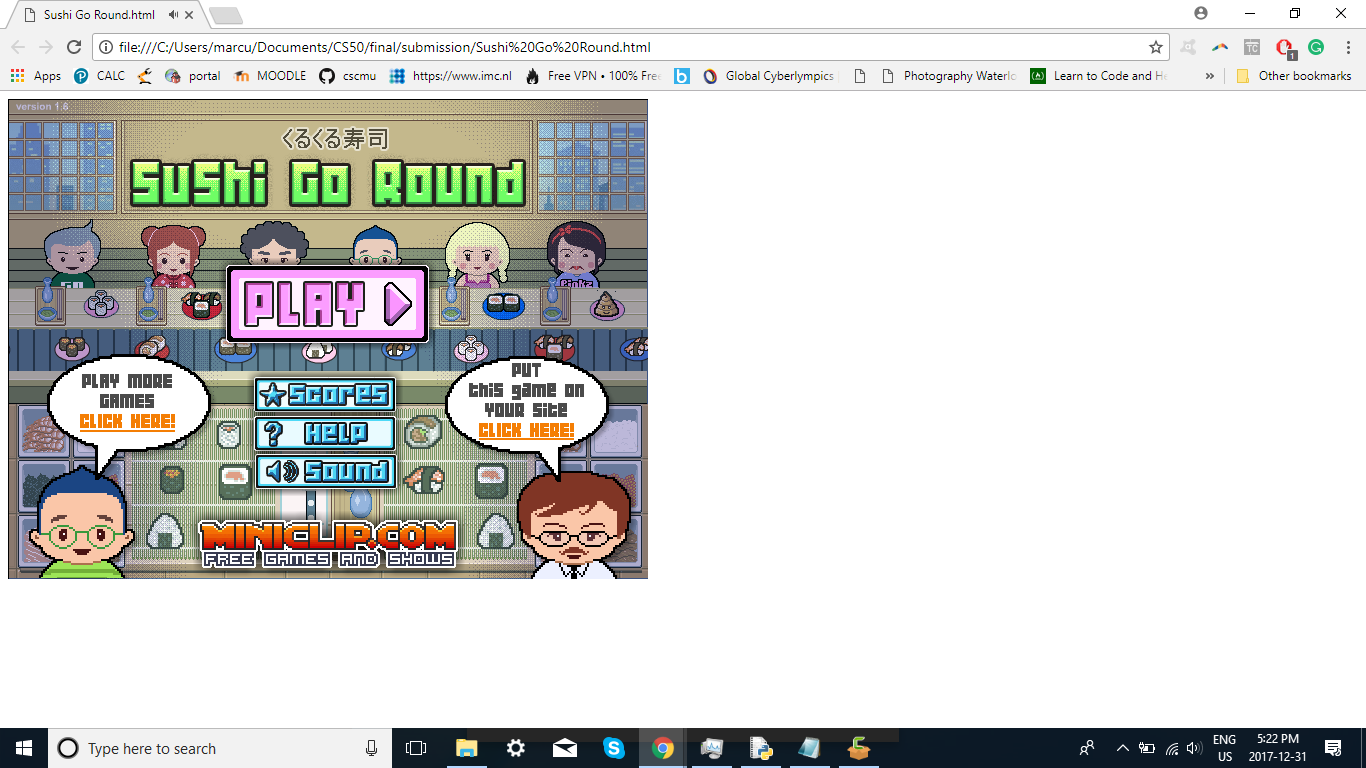 Sushi Go Round.html
file:///C:/Users/marcu/Documents/CS50/final/submission/Sushi%20Go%20Round.html
Apps CALC portal MOODLE cscmu https://www.imc.nl Free VPN • 100% Fre Global Cyberlympics Photography Waterlo Learn to Code and He » Other bookmarks
version 1.8
くるくる寿司
SuShi Go Round
GO
Pinkz
PLAY
PLAY MORE
GAMES
CLICK HERE!
PUT
this game on
YOUR Site
CLICK HERE!
Scores
Help
Sound
MINICLIP.COM
FREE GAMES AND SHOWS
Type here to search
ENG
US
5:22 PM
2017-12-31